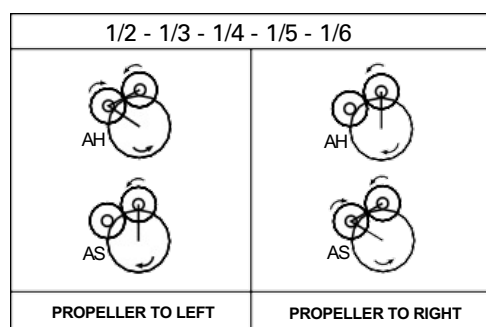 1/2 - 1/3 - 1/4 - 1/5 - 1/6
AH
AH
AS
AS
PROPELLER TO LEFT
PROPELLER TO RIGHT